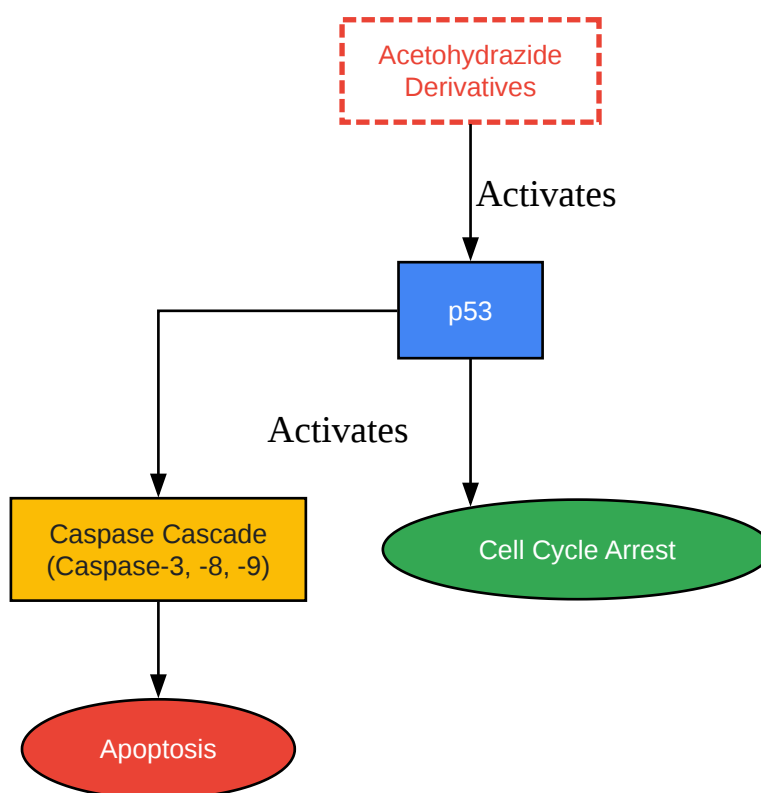 Acetohydrazide
Derivatives
Activates
p53
Activates
Caspase Cascade
(Caspase-3, -8, -9)
Cell Cycle Arrest
Apoptosis